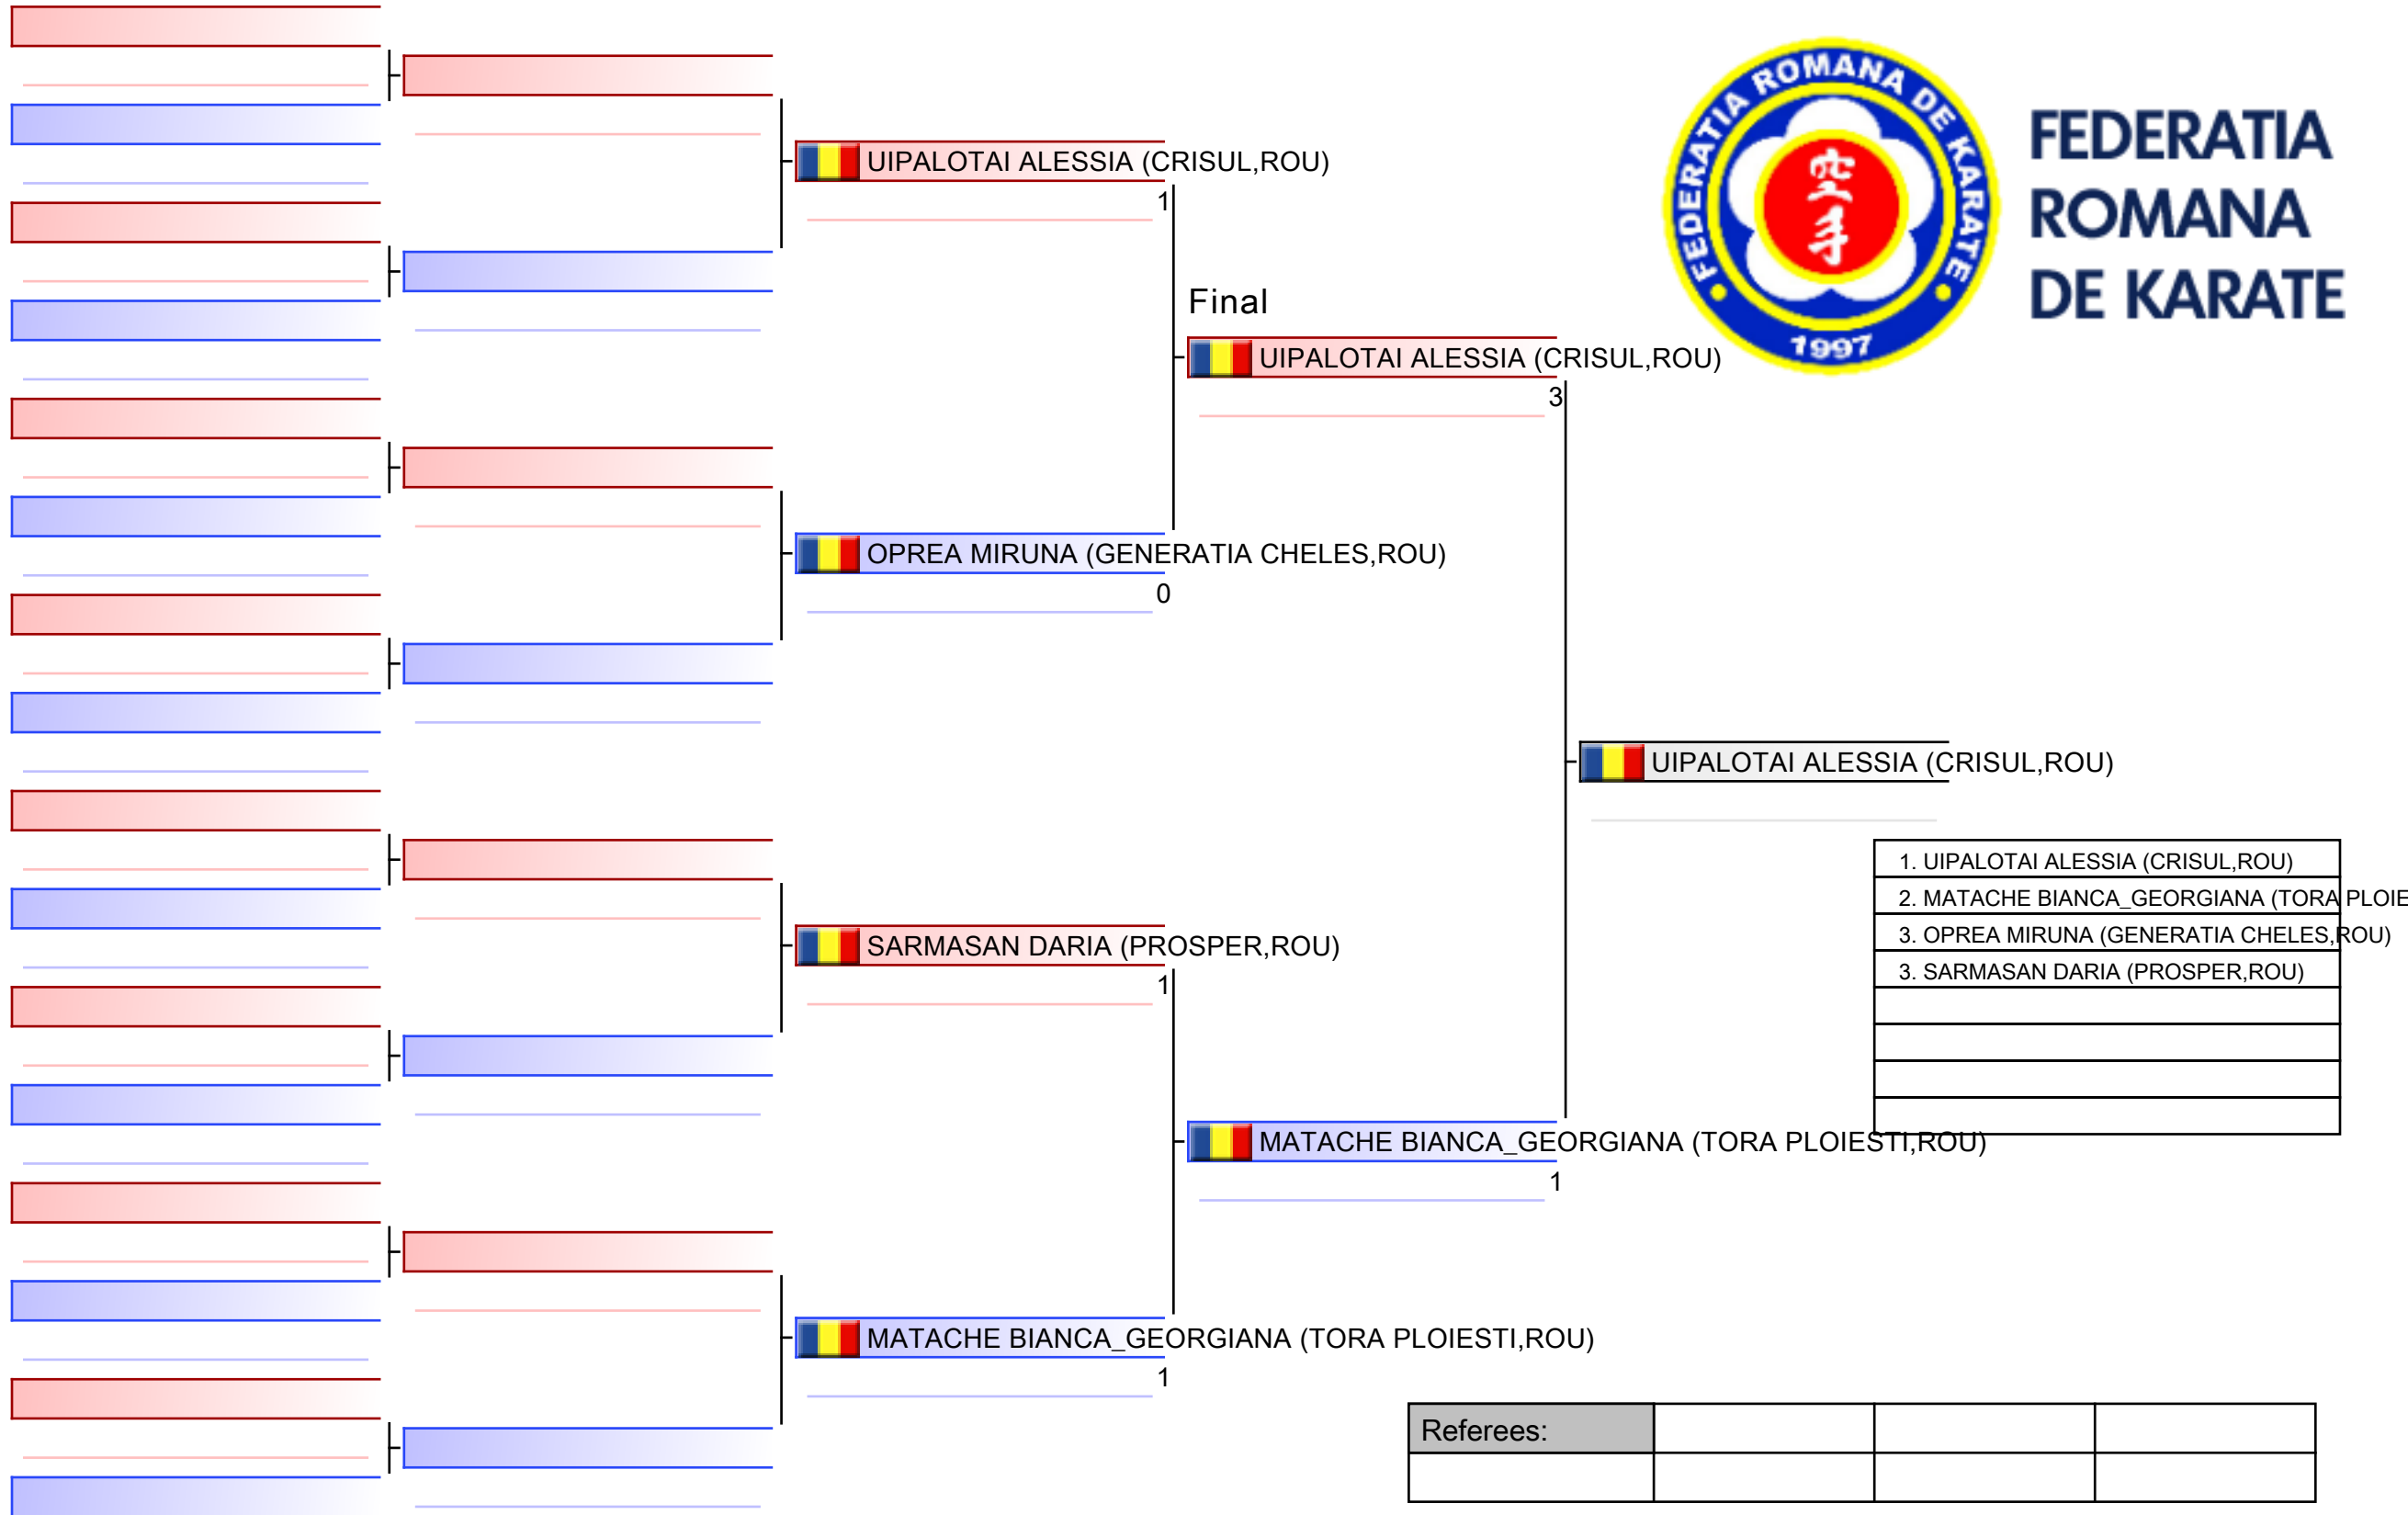 FEDERATIA ROMANA DE KARATE
空手
1997
FEDERATIA
ROMANA
DE KARATE
UIPALOTAI ALESSIA (CRISUL,ROU)
1
Final
UIPALOTAI ALESSIA (CRISUL,ROU)
3
OPREA MIRUNA (GENERATIA CHELES,ROU)
0
UIPALOTAI ALESSIA (CRISUL,ROU)
1. UIPALOTAI ALESSIA (CRISUL,ROU)
2. MATACHE BIANCA_GEORGIANA (TORA PLOIE
3. OPREA MIRUNA (GENERATIA CHELES,ROU)
3. SARMASAN DARIA (PROSPER,ROU)
SARMASAN DARIA (PROSPER,ROU)
1
MATACHE BIANCA_GEORGIANA (TORA PLOIESTI,ROU)
1
MATACHE BIANCA_GEORGIANA (TORA PLOIESTI,ROU)
1
Referees: